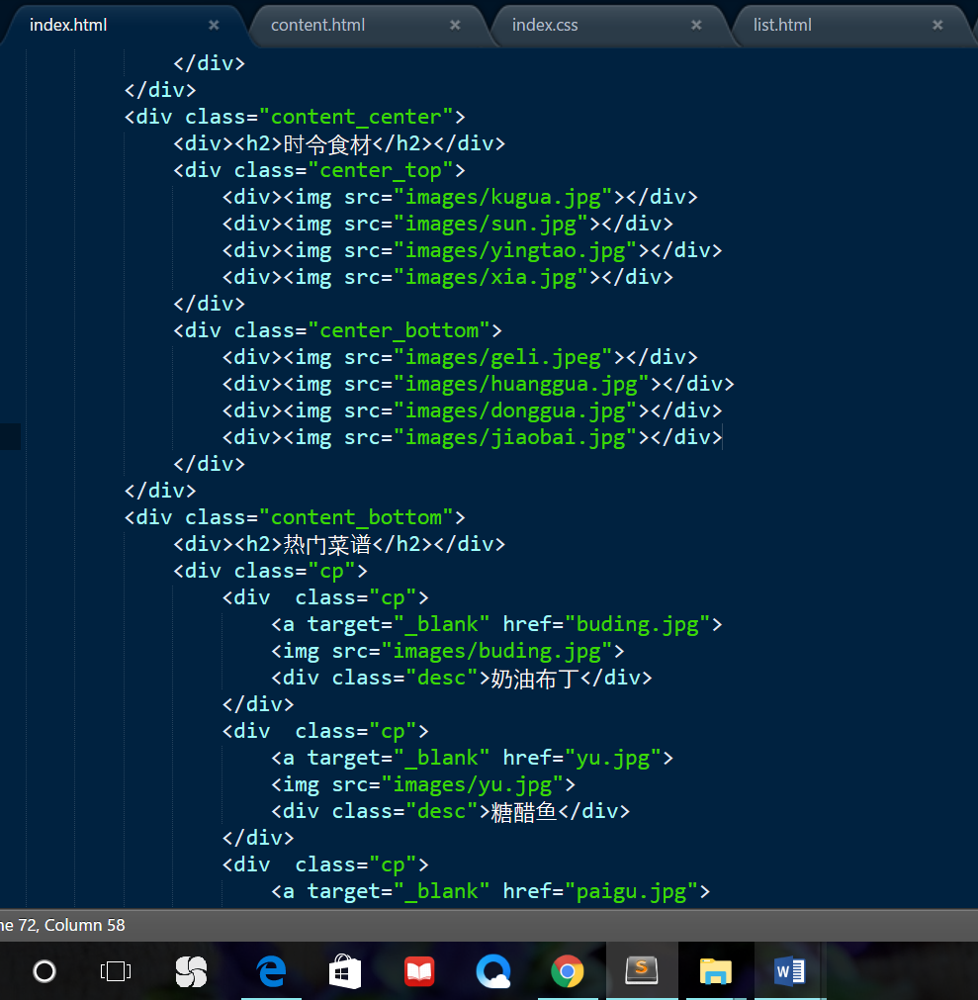 index.html × content.html × index.css × list.html ×
</div>
</div>
<div class="content_center">
<div><h2>时令食材</h2></div>
<div class="center_top">
<div><img src="images/kugua.jpg"></div>
<div><img src="images/sun.jpg"></div>
<div><img src="images/yingtao.jpg"></div>
<div><img src="images/xia.jpg"></div>
</div>
<div class="center_bottom">
<div><img src="images/geli.jpeg"></div>
<div><img src="images/huanggua.jpg"></div>
<div><img src="images/donggua.jpg"></div>
<div><img src="images/jiaobai.jpg"></div>
</div>
</div>
<div class="content_bottom">
<div><h2>热门菜谱</h2></div>
<div class="cp">
<div  class="cp">
<a target="_blank" href="buding.jpg">
<img src="images/buding.jpg">
<div class="desc">奶油布丁</div>
</div>
<div  class="cp">
<a target="_blank" href="yu.jpg">
<img src="images/yu.jpg">
<div class="desc">糖醋鱼</div>
</div>
<div  class="cp">
<a target="_blank" href="paigu.jpg">
ne 72, Column 58